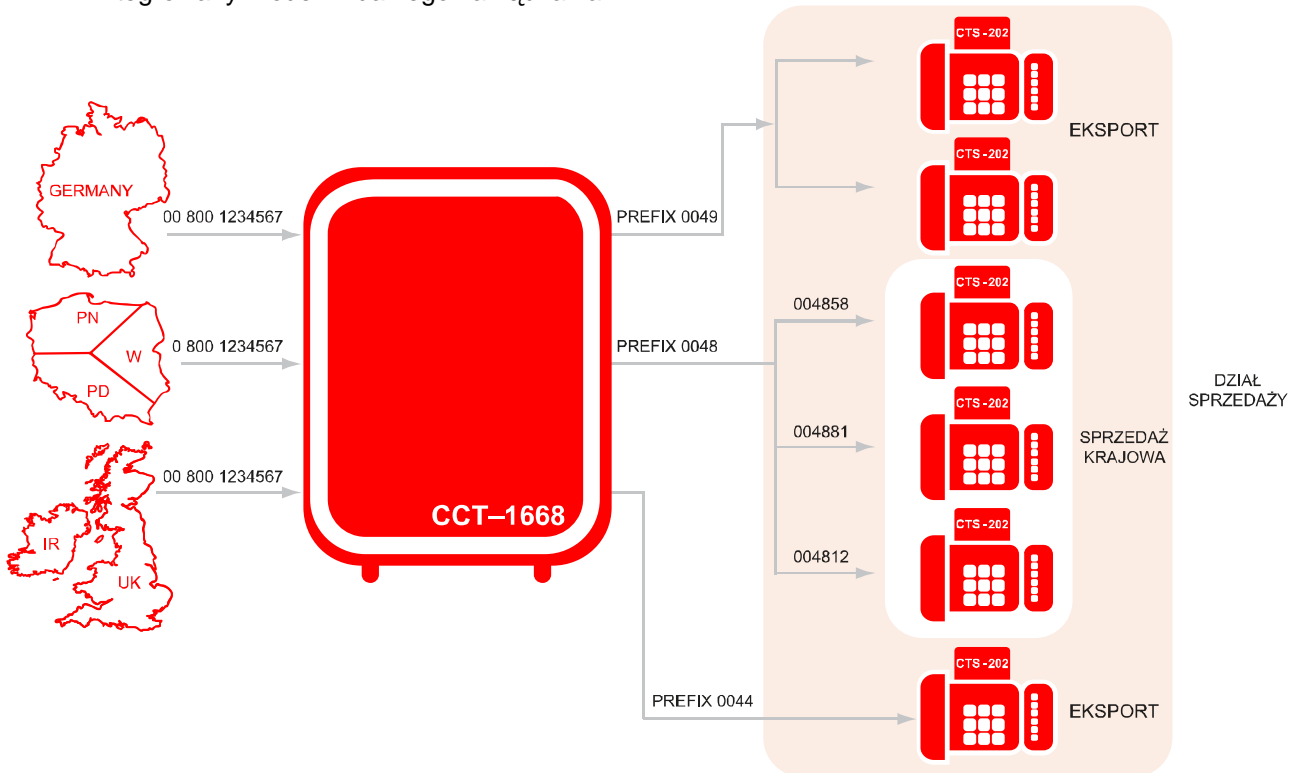 CTS-202
EKSPORT
CTS-202
GERMANY
00 800 1234567
PREFIX 0049
CTS-202
004858
PN
W
PD
0 800 1234567
PREFIX 0048
DZIAŁ
SPRZEDAŻY
CTS-202
004881
SPRZEDAŻ
KRAJOWA
00 800 1234567
CCT–1668
IR
UK
CTS-202
004812
CTS-202
PREFIX 0044
EKSPORT